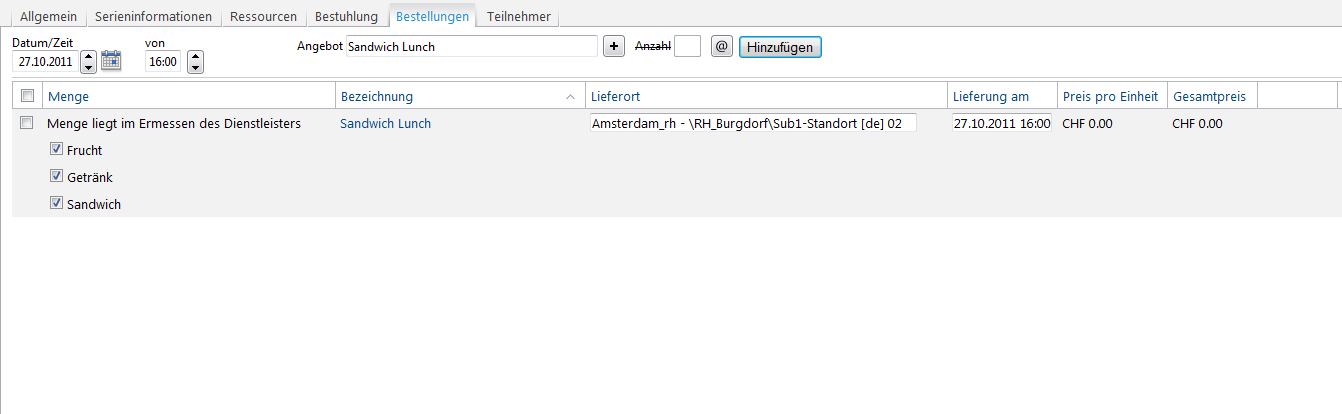 Allgemein Serieninformationen Ressourcen Bestuhlung Bestellungen Teilnehmer
Datum/Zeit von
27.10.2011 16:00 Angebot Sandwich Lunch + Anzahl @ Hinzufügen
Menge Bezeichnung Lieferort Lieferung am Preis pro Einheit Gesamtpreis
Menge liegt im Ermessen des Dienstleisters Sandwich Lunch Amsterdam_rh - \RH_Burgdorf\Sub1-Standort [de] 02 27.10.2011 16:00 CHF 0.00 CHF 0.00
Frucht
Getränk
Sandwich